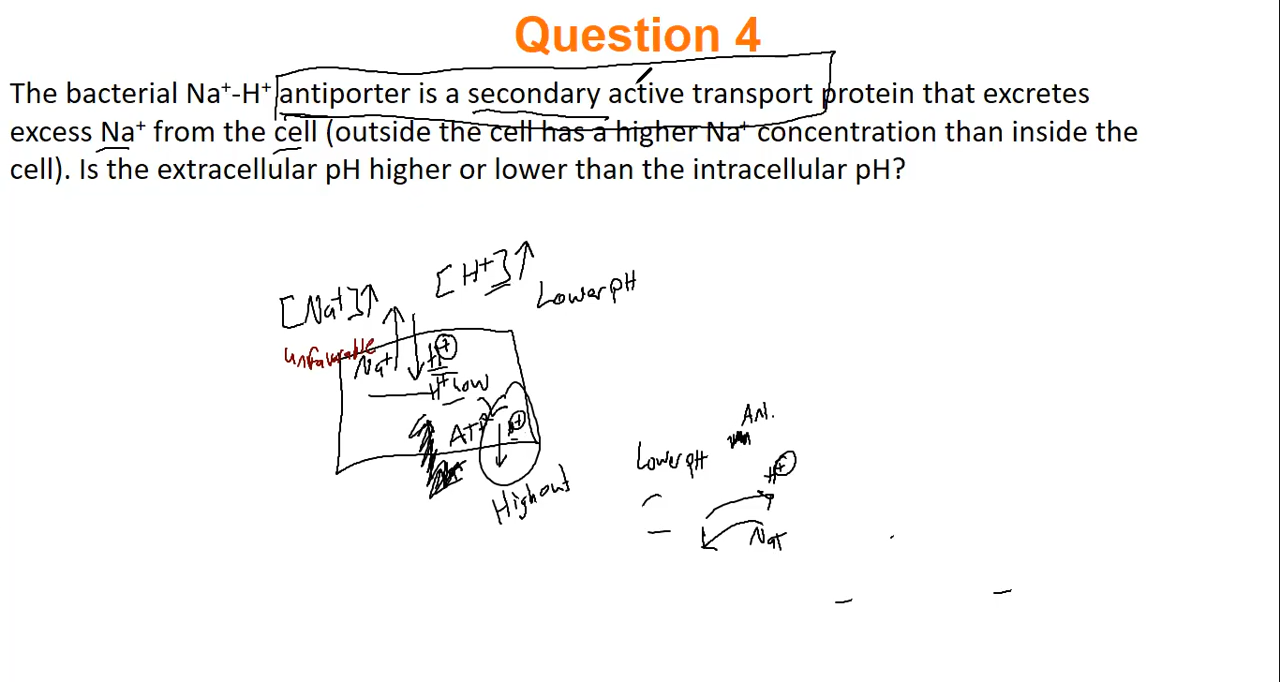 Question 4
The bacterial Na⁺-H⁺ antiporter is a secondary active transport protein that excretes
excess Na⁺ from the cell (outside the cell has a higher Na⁺ concentration than inside the
cell). Is the extracellular pH higher or lower than the intracellular pH?
[Na+]↑
[H+]↑
Lower pH
unfavorable
Na+
H+
H+ low
ATP
High out
Lower pH
Ant.
H+
Na+